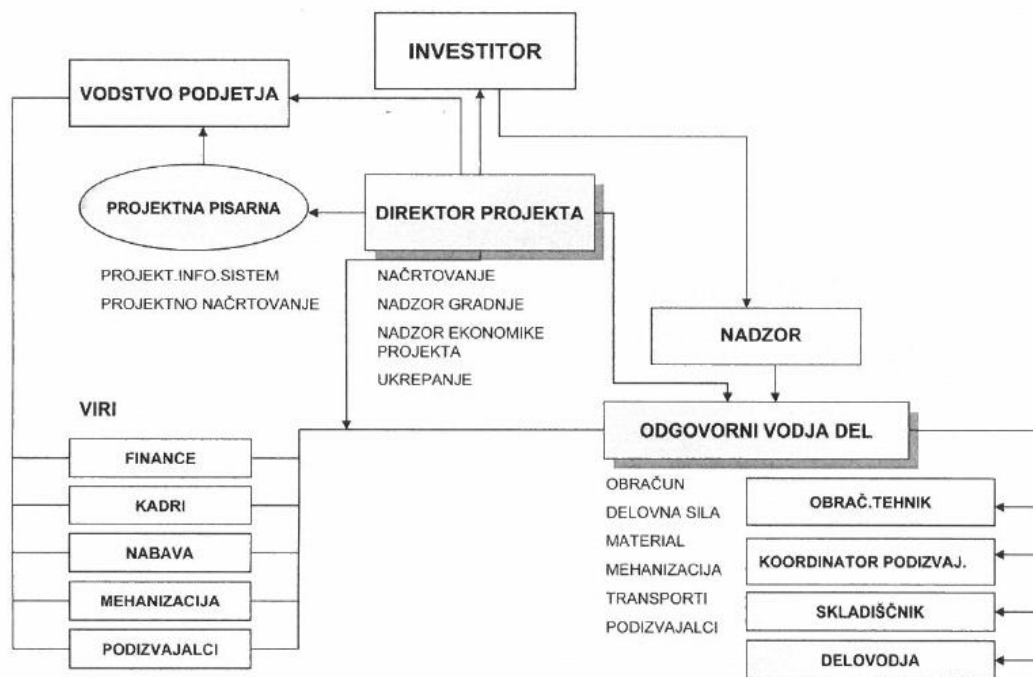 INVESTITOR
VODSTVO PODJETJA
PROJEKTNA PISARNA
DIREKTOR PROJEKTA
PROJEKT.INFO.SISTEM
PROJEKTNO NAČRTOVANJE
NAČRTOVANJE
NADZOR GRADNJE
NADZOR EKONOMIKE
PROJEKTA
UKREPANJE
NADZOR
VIRI
FINANCE
KADRI
NABAVA
MEHANIZACIJA
PODIZVAJALCI
ODGOVORNI VODJA DEL
OBRAČUN
DELOVNA SILA
MATERIAL
MEHANIZACIJA
TRANSPORTI
PODIZVAJALCI
OBRAČ.TEHNIK
KOORDINATOR PODIZVAJ.
SKLADIŠČNIK
DELOVODJA